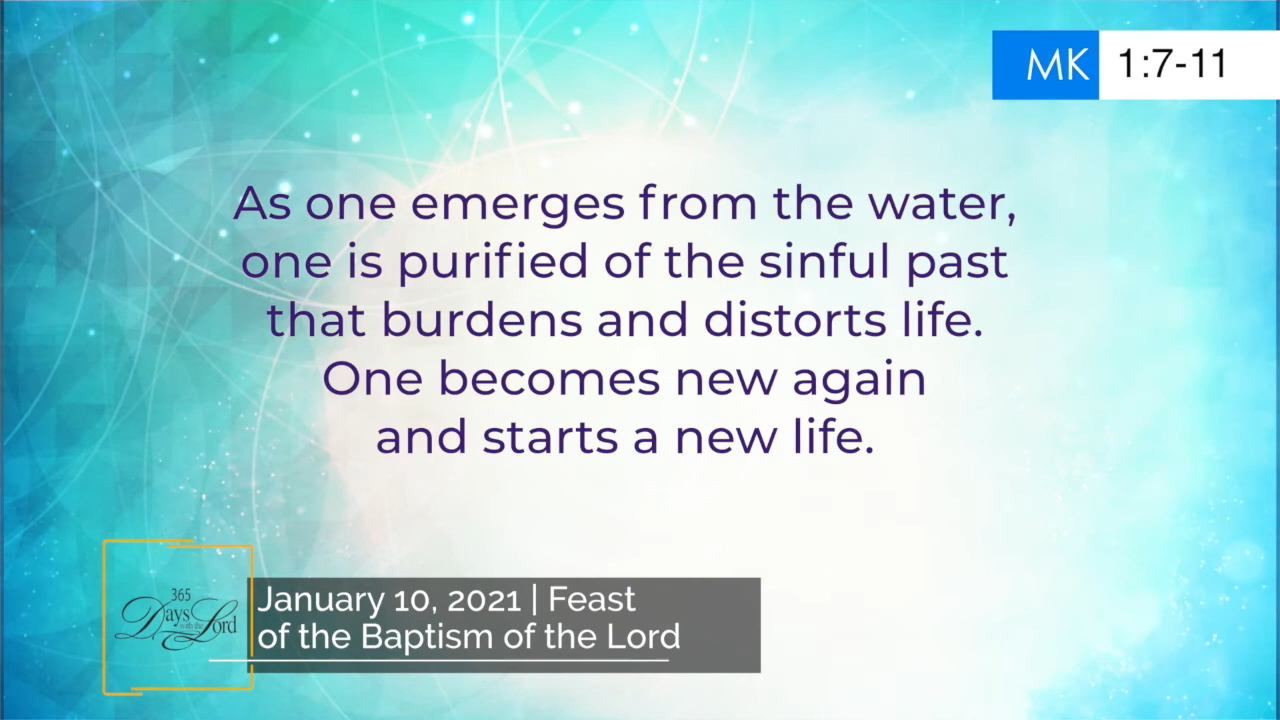 MK 1:7-11
As one emerges from the water,
one is purified of the sinful past
that burdens and distorts life.
One becomes new again
and starts a new life.
365
Days
with the
Lord
January 10, 2021 | Feast
of the Baptism of the Lord